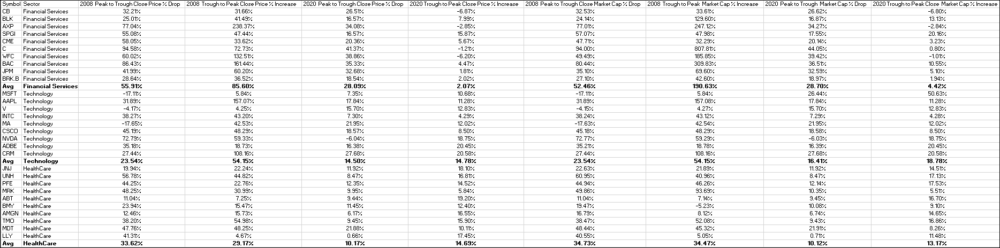 Symbol Sector 2008 Peak to Trough Close Price % Drop 2008 Trough to Peak Close Price % Increase 2020 Peak to Trough Close Price % Drop 2020 Trough to Peak Close Price % Increase 2008 Peak to Trough Close Market Cap % Drop 2008 Trough to Peak Market Cap % Increase 2020 Peak to Trough Market Cap % Drop 2020 Trough to Peak Close Market Cap % Increase
CB Financial Services 32.21% 31.66% 26.51% -6.87% 32.53% 33.61% 26.62% -6.80%
BLK Financial Services 25.01% 41.49% 16.57% 7.99% 24.14% 129.60% 16.87% 13.13%
AXP Financial Services 77.04% 238.37% 34.08% -2.85% 77.01% 247.12% 34.27% -2.84%
SPGI Financial Services 55.08% 47.44% 16.57% 15.87% 57.07% 47.98% 17.55% 20.16%
CME Financial Services 58.05% 33.62% 20.36% 5.67% 47.71% 32.29% 20.14% 3.23%
C Financial Services 94.58% 72.73% 41.37% -1.21% 94.00% 807.81% 44.05% 0.80%
WFC Financial Services 60.02% 132.51% 38.86% -6.20% 49.49% 185.85% 39.42% -1.01%
BAC Financial Services 86.43% 161.44% 35.33% 4.47% 80.44% 309.83% 36.51% 10.55%
JPM Financial Services 41.99% 60.20% 32.68% 1.81% 35.10% 69.60% 32.59% 5.10%
BRK.B Financial Services 28.64% 36.52% 18.54% 2.02% 27.10% 42.60% 18.97% 1.94%
Avg Financial Services 55.91% 85.60% 28.09% 2.07% 52.46% 190.63% 28.70% 4.42%
MSFT Technology -17.11% 5.84% 7.35% 10.68% -17.11% 5.84% 26.44% 50.63%
AAPL Technology 31.89% 157.07% 17.84% 11.28% 31.89% 157.08% 17.84% 11.28%
V Technology -4.17% 4.25% 15.70% 12.83% -4.15% 4.27% 15.70% 12.83%
INTC Technology 38.27% 43.20% 7.30% 4.29% 38.24% 43.12% 7.29% 4.28%
MA Technology -17.65% 42.53% 21.95% 12.02% -17.63% 42.54% 21.95% 12.02%
CSCO Technology 45.19% 48.29% 18.57% 8.50% 45.18% 48.29% 18.58% 8.50%
NVDA Technology 72.79% 59.33% -6.04% 18.75% 72.77% 59.29% -6.03% 18.75%
ADBE Technology 35.18% 18.73% 16.38% 20.45% 35.21% 18.78% 16.39% 20.45%
CRM Technology 27.44% 108.16% 27.68% 20.58% 27.44% 108.16% 27.68% 20.58%
Avg Technology 23.54% 54.15% 14.50% 14.78% 23.54% 54.15% 16.41% 18.78%
JNJ HealthCare 19.94% 22.24% 11.92% 18.10% 22.63% 21.89% 11.92% 14.51%
UNH HealthCare 56.78% 44.82% 8.47% 16.81% 60.95% 40.96% 8.47% 17.13%
PFE HealthCare 44.25% 22.76% 12.35% 14.52% 44.94% 46.26% 12.14% 17.53%
MRK HealthCare 48.25% 30.99% 9.95% 5.84% 49.86% 93.69% 10.35% 5.51%
ABT HealthCare 11.04% 7.25% 9.44% 19.20% 11.04% 7.14% 9.45% 16.70%
BMY HealthCare 23.94% 15.47% 11.45% 12.40% 19.47% -5.23% 10.08% 9.10%
AMGN HealthCare 12.46% 15.73% 6.17% 16.55% 16.79% 8.12% 6.74% 14.65%
TMO HealthCare 38.20% 54.98% 9.45% 15.90% 38.47% 52.08% 9.43% 16.86%
MDT HealthCare 47.76% 48.25% 21.88% 10.11% 48.44% 45.32% 21.91% 8.26%
LLY HealthCare 41.31% 4.67% 0.66% 17.45% 40.55% 5.05% 0.71% 11.48%
Avg HealthCare 33.62% 29.17% 10.17% 14.69% 34.73% 34.47% 10.12% 13.17%